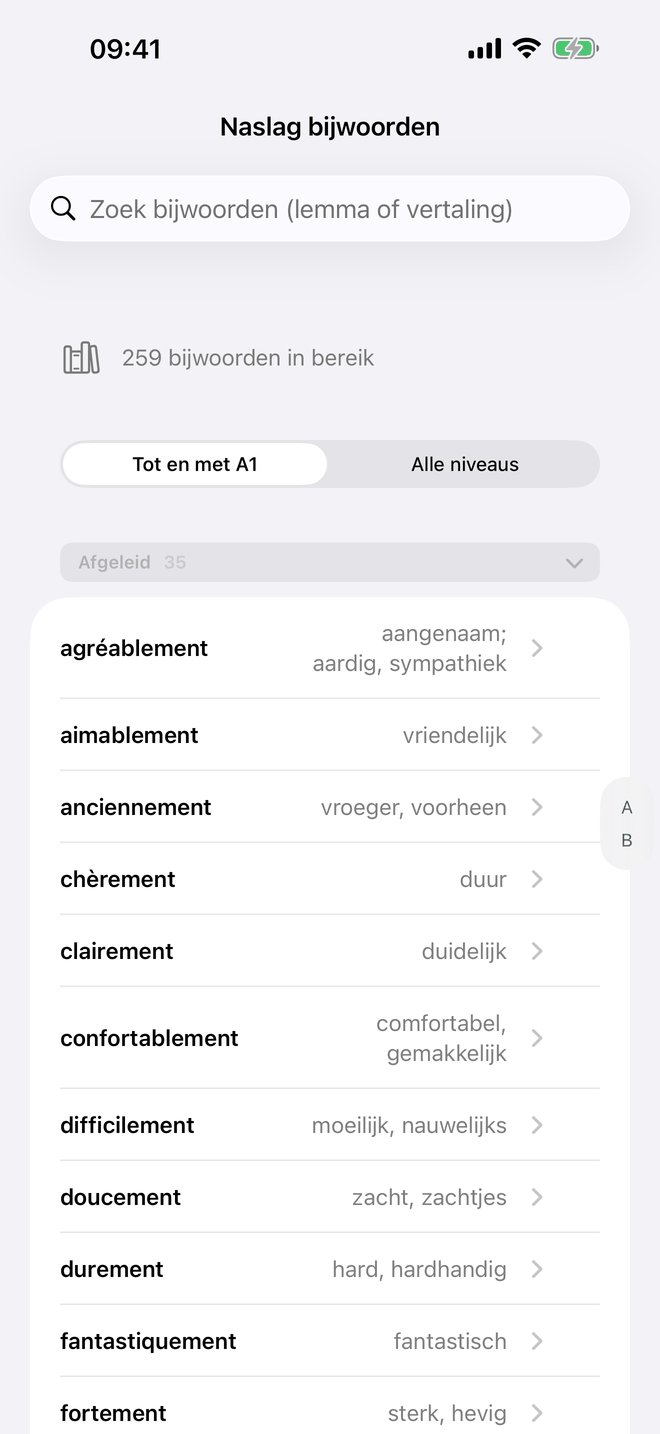 09:41
Naslag bijwoorden
Zoek bijwoorden (lemma of vertaling)
259 bijwoorden in bereik
Tot en met A1 Alle niveaus
Afgeleid 35
agréablement aangenaam;
aardig, sympathiek
aimablement vriendelijk
anciennement vroeger, voorheen
A
B
chèrement duur
clairement duidelijk
confortablement comfortabel,
gemakkelijk
difficilement moeilijk, nauwelijks
doucement zacht, zachtjes
durement hard, hardhandig
fantastiquement fantastisch
fortement sterk, hevig